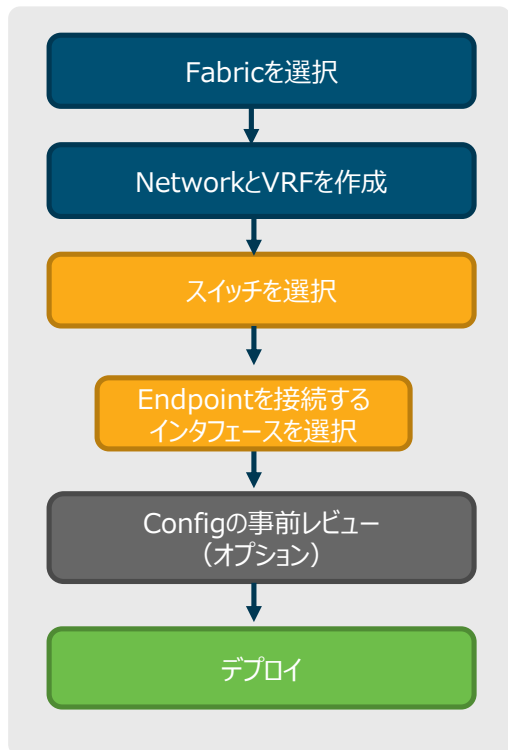 Fabricを選択
NetworkとVRFを作成
スイッチを選択
Endpointを接続する
インタフェースを選択
Configの事前レビュー
（オプション）
デプロイ